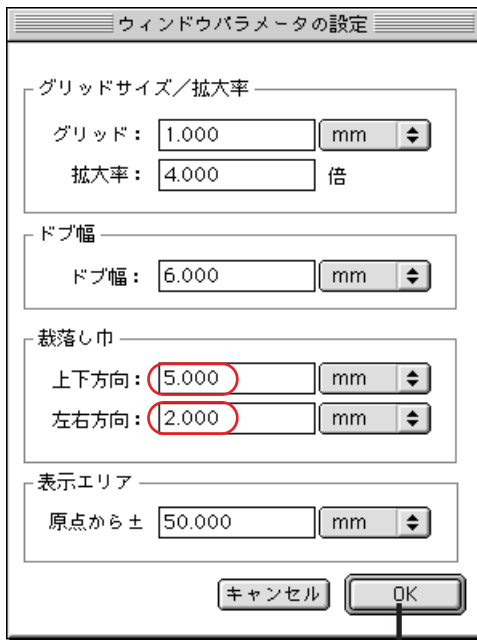 ウィンドウパラメータの設定
グリッドサイズ／拡大率
グリッド： 1.000 mm
拡大率： 4.000 倍
ドブ幅
ドブ幅： 6.000 mm
裁落し巾
上下方向： 5.000 mm
左右方向： 2.000 mm
表示エリア
原点から± 50.000 mm
キャンセル OK